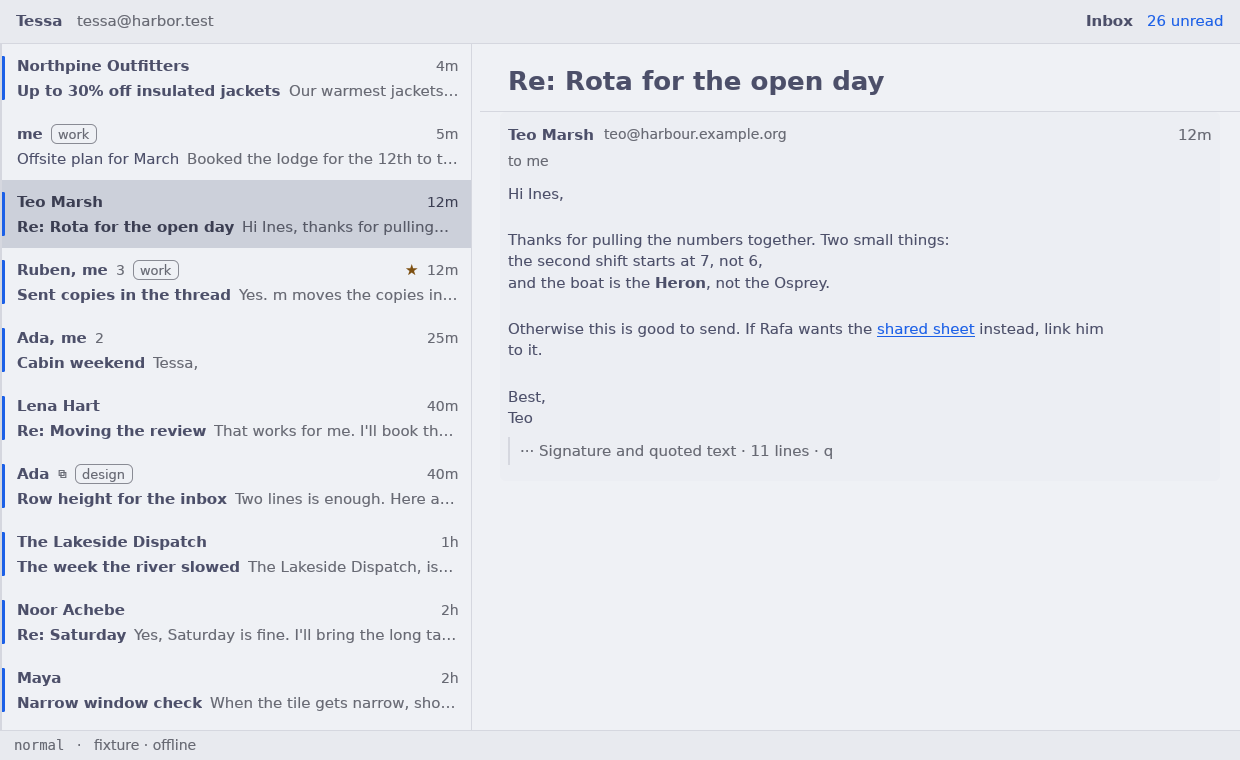 Tessa tessa@harbor.test
Inbox 26 unread
Northpine Outfitters 4m
Up to 30% off insulated jackets Our warmest jackets…
me work 5m
Offsite plan for March Booked the lodge for the 12th to t…
Teo Marsh 12m
Re: Rota for the open day Hi Ines, thanks for pulling…
Ruben, me 3 work ★ 12m
Sent copies in the thread Yes. m moves the copies in…
Ada, me 2 25m
Cabin weekend Tessa,
Lena Hart 40m
Re: Moving the review That works for me. I'll book th…
Ada ⧉ design 40m
Row height for the inbox Two lines is enough. Here a…
The Lakeside Dispatch 1h
The week the river slowed The Lakeside Dispatch, is…
Noor Achebe 2h
Re: Saturday Yes, Saturday is fine. I'll bring the long ta…
Maya 2h
Narrow window check When the tile gets narrow, sho…
Re: Rota for the open day
Teo Marsh teo@harbour.example.org 12m
to me
Hi Ines,
Thanks for pulling the numbers together. Two small things:
the second shift starts at 7, not 6,
and the boat is the Heron, not the Osprey.
Otherwise this is good to send. If Rafa wants the shared sheet instead, link him
to it.
Best,
Teo
··· Signature and quoted text · 11 lines · q
normal · fixture · offline